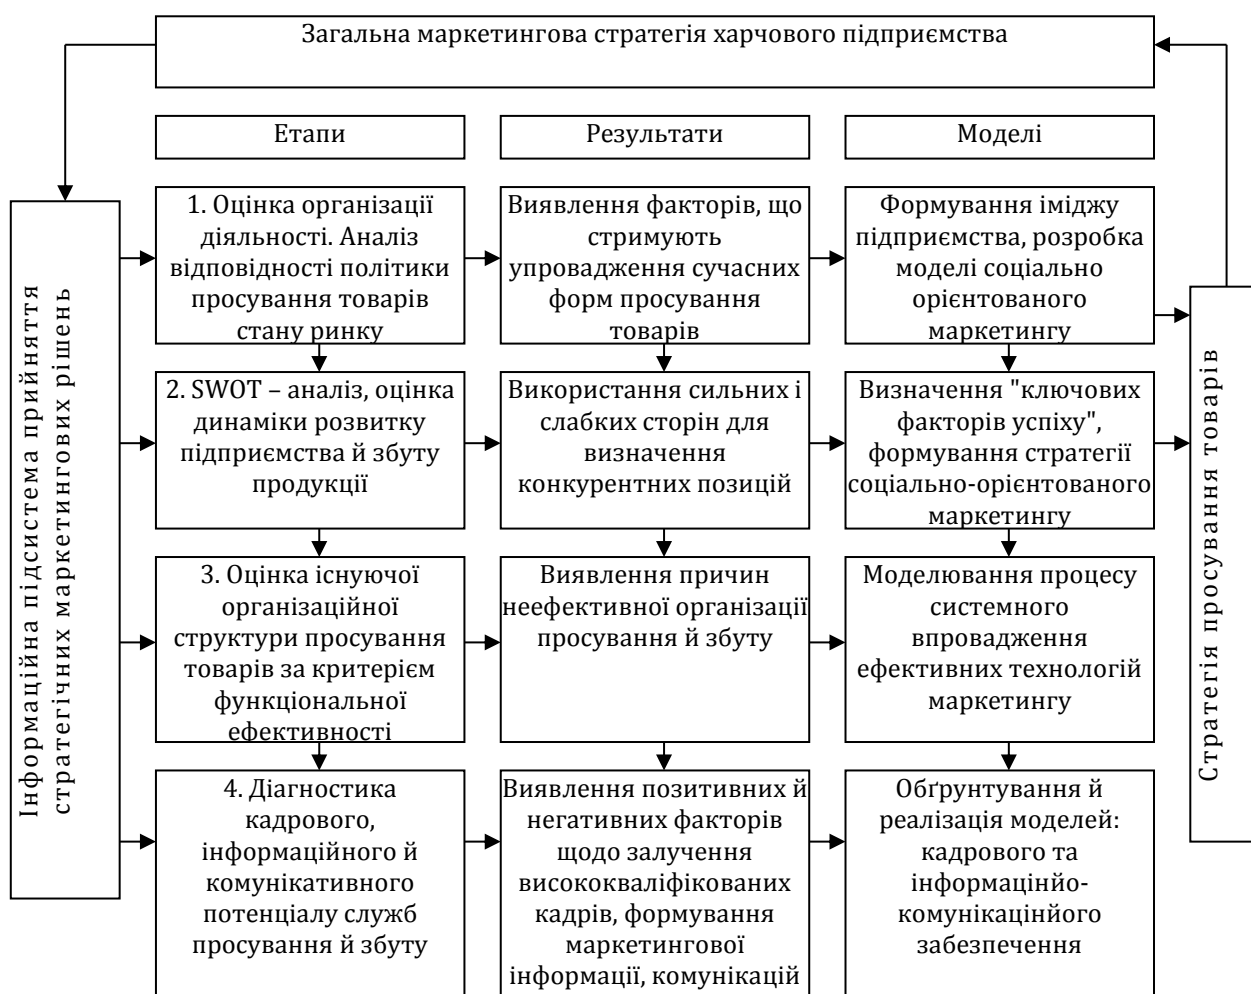 Загальна маркетингова стратегія харчового підприємства
Етапи
Результати
Моделі
Інформаційна підсистема прийняття
стратегічних маркетингових рішень
1. Оцінка організації
діяльності. Аналіз
відповідності політики
просування товарів
стану ринку
Виявлення факторів, що
стримують
упровадження сучасних
форм просування
товарів
Формування іміджу
підприємства, розробка
моделі соціально
орієнтованого
маркетингу
2. SWOT – аналіз, оцінка
динаміки розвитку
підприємства й збуту
продукції
Використання сильних і
слабких сторін для
визначення
конкурентних позицій
Визначення "ключових
факторів успіху",
формування стратегії
соціально-орієнтованого
маркетингу
3. Оцінка існуючої
організаційної
структури просування
товарів за критерієм
функціональної
ефективності
Виявлення причин
неефективної організації
просування й збуту
Моделювання процесу
системного
впровадження
ефективних технологій
маркетингу
4. Діагностика
кадрового,
інформаційного й
комунікативного
потенціалу служб
просування й збуту
Виявлення позитивних й
негативних факторів
щодо залучення
висококваліфікованих
кадрів, формування
маркетингової
інформації, комунікацій
Обґрунтування й
реалізація моделей:
кадрового та
інформацінйо-
комунікацінйого
забезпечення
Стратегія просування товарів